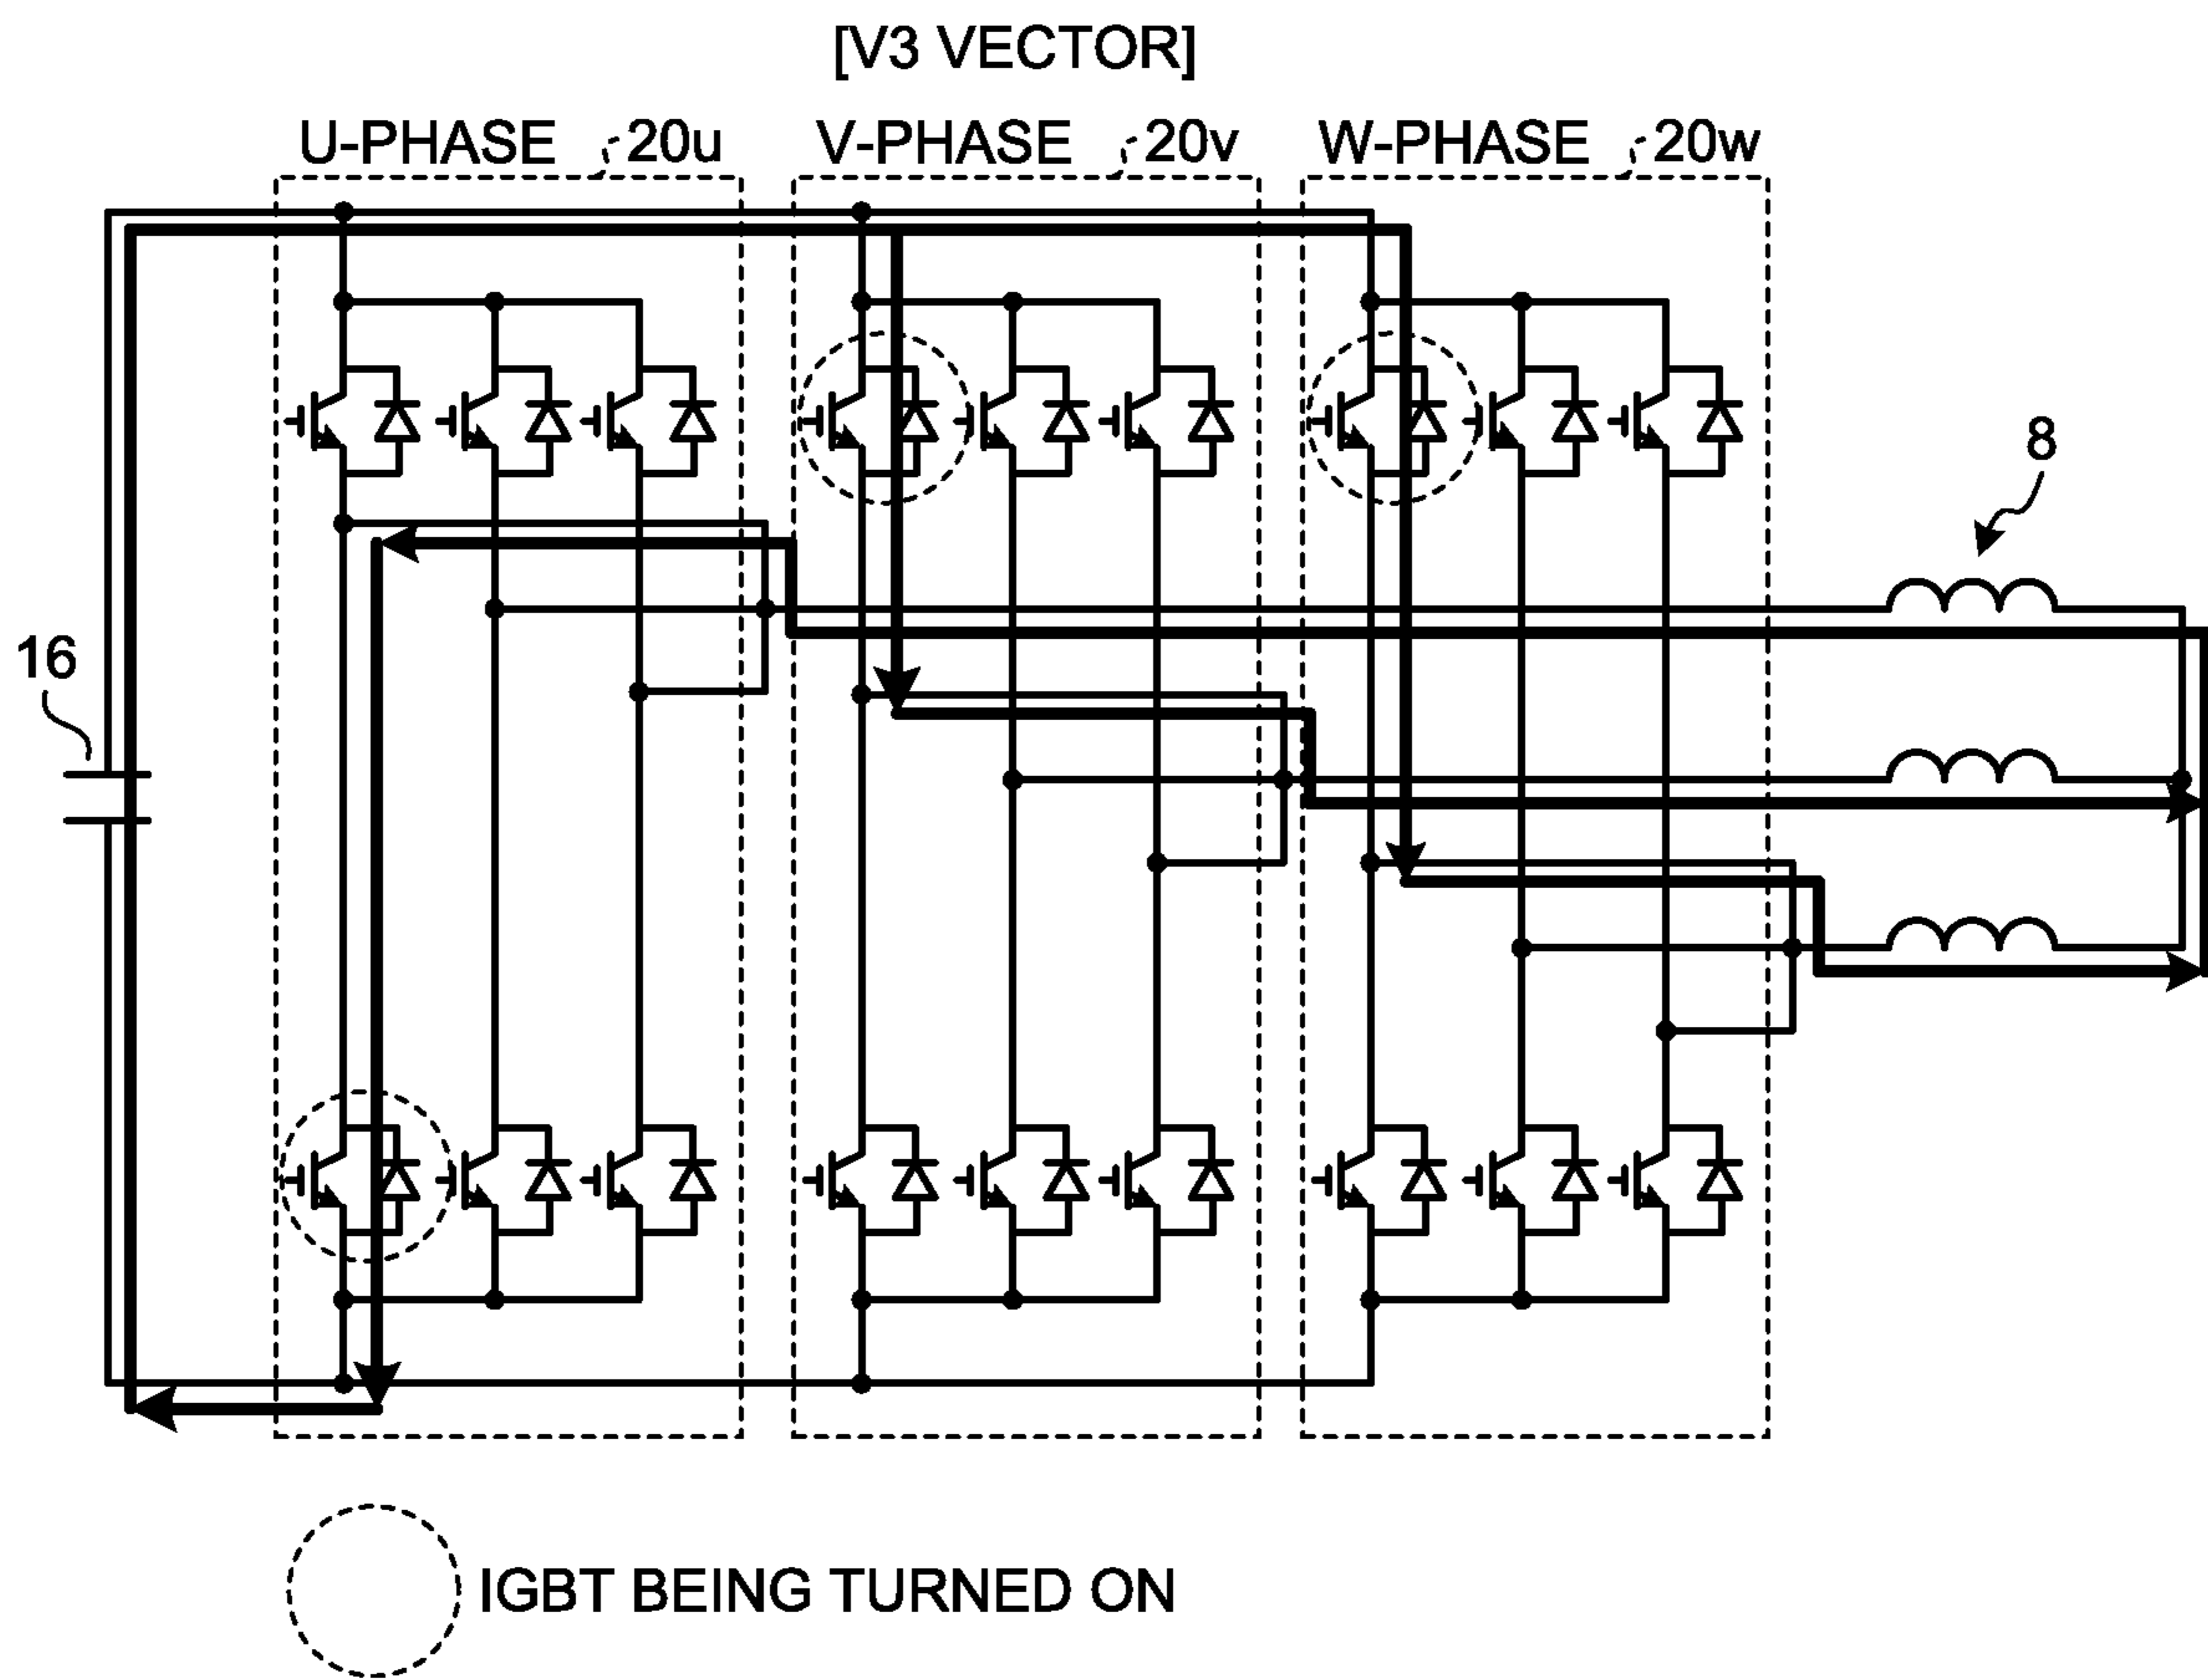 [V3 VECTOR]
U-PHASE 20u V-PHASE 20v W-PHASE 20w
8
16
IGBT BEING TURNED ON